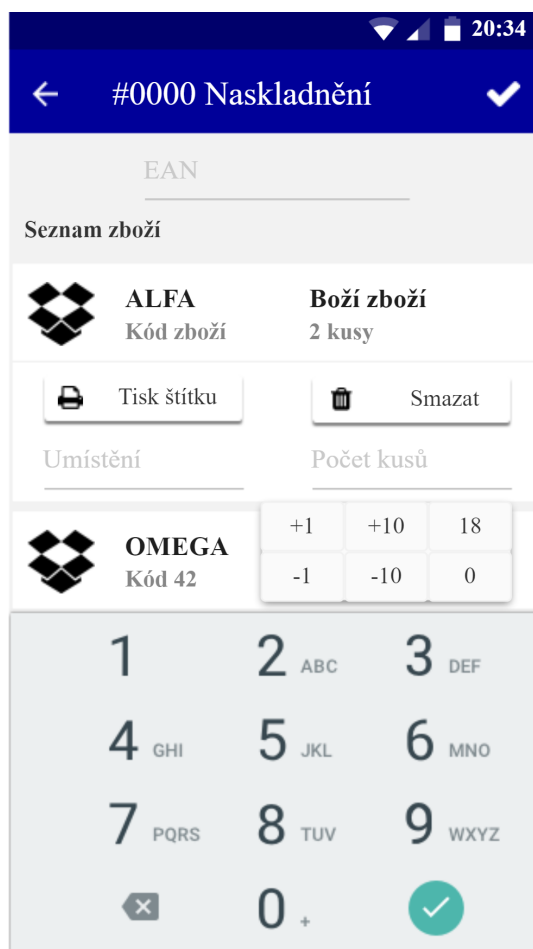 20:34
#0000 Naskladnění
EAN
Seznam zboží
ALFA Boží zboží
Kód zboží 2 kusy
Tisk štítku Smazat
Umístění Počet kusů
+1 +10 18
OMEGA
Kód 42
-1 -10 0
1 2 ABC 3 DEF
4 GHI 5 JKL 6 MNO
7 PQRS 8 TUV 9 WXYZ
0 +